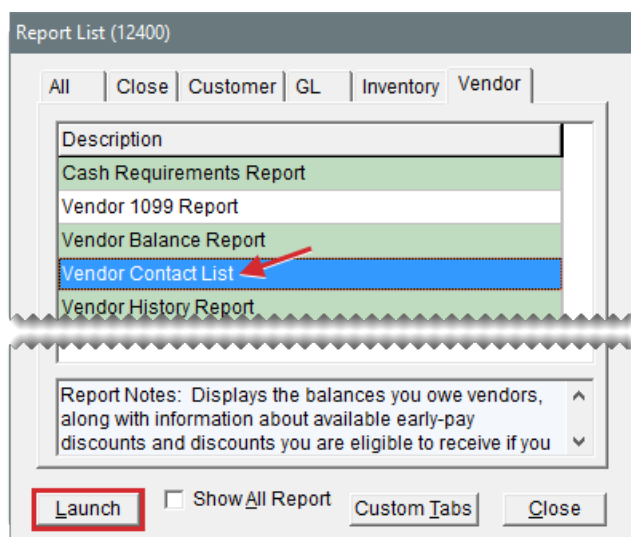 Report List (12400)
All Close Customer GL Inventory Vendor
Description
Cash Requirements Report
Vendor 1099 Report
Vendor Balance Report
Vendor Contact List
Vendor History Report
Report Notes: Displays the balances you owe vendors,
along with information about available early-pay
discounts and discounts you are eligible to receive if you
Launch Show All Report Custom Tabs Close